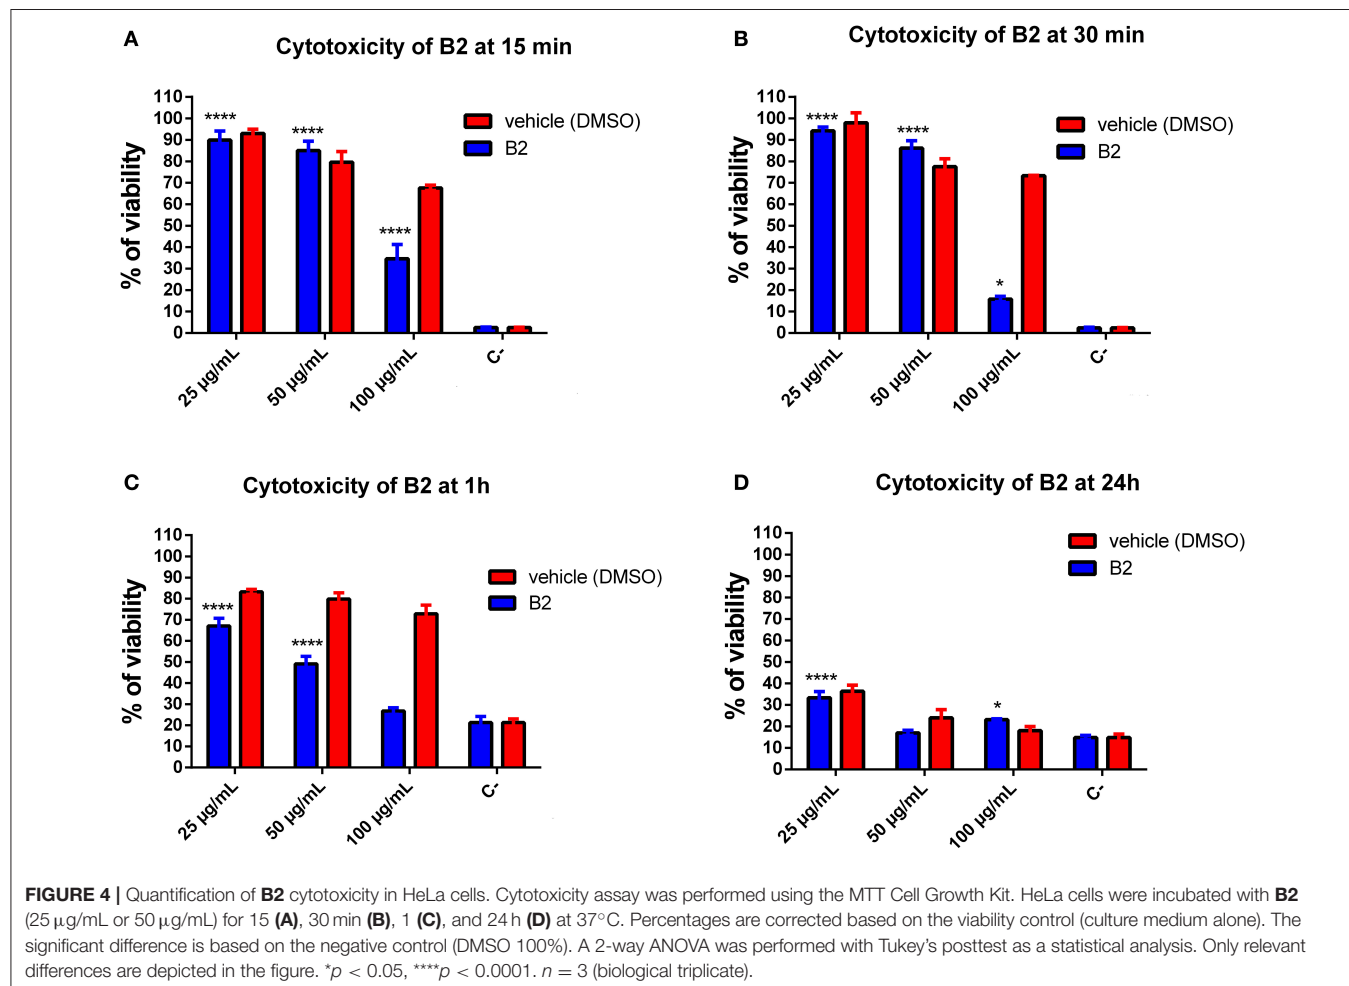 A
Cytotoxicity of B2 at 15 min
% of viability
110
100
90
80
70
60
50
40
30
20
10
0
****
****
****
vehicle (DMSO)
B2
25 µg/mL
50 µg/mL
100 µg/mL
C-
B
Cytotoxicity of B2 at 30 min
% of viability
110
100
90
80
70
60
50
40
30
20
10
0
****
****
*
vehicle (DMSO)
B2
25 µg/mL
50 µg/mL
100 µg/mL
C-
C
Cytotoxicity of B2 at 1h
% of viability
110
100
90
80
70
60
50
40
30
20
10
0
****
****
vehicle (DMSO)
B2
25 µg/mL
50 µg/mL
100 µg/mL
C-
D
Cytotoxicity of B2 at 24h
% of viability
110
100
90
80
70
60
50
40
30
20
10
0
****
*
vehicle (DMSO)
B2
25 µg/mL
50 µg/mL
100 µg/mL
C-
FIGURE 4 | Quantification of B2 cytotoxicity in HeLa cells. Cytotoxicity assay was performed using the MTT Cell Growth Kit. HeLa cells were incubated with B2
(25 µg/mL or 50 µg/mL) for 15 (A), 30 min (B), 1 (C), and 24 h (D) at 37°C. Percentages are corrected based on the viability control (culture medium alone). The
significant difference is based on the negative control (DMSO 100%). A 2-way ANOVA was performed with Tukey's posttest as a statistical analysis. Only relevant
differences are depicted in the figure. *p < 0.05, ****p < 0.0001. n = 3 (biological triplicate).